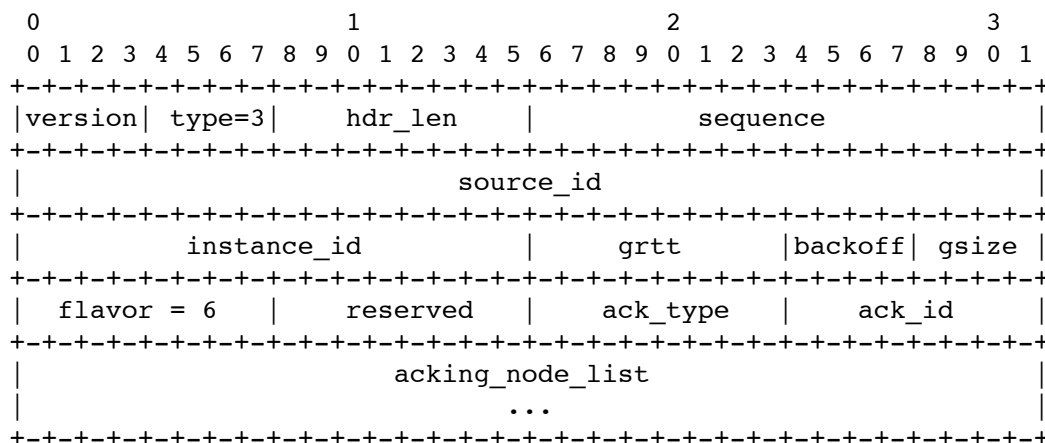 0                   1                   2                   3
 0 1 2 3 4 5 6 7 8 9 0 1 2 3 4 5 6 7 8 9 0 1 2 3 4 5 6 7 8 9 0 1
+-+-+-+-+-+-+-+-+-+-+-+-+-+-+-+-+-+-+-+-+-+-+-+-+-+-+-+-+-+-+-+-+
|version| type=3|    hdr_len    |          sequence             |
+-+-+-+-+-+-+-+-+-+-+-+-+-+-+-+-+-+-+-+-+-+-+-+-+-+-+-+-+-+-+-+-+
|                           source_id                           |
+-+-+-+-+-+-+-+-+-+-+-+-+-+-+-+-+-+-+-+-+-+-+-+-+-+-+-+-+-+-+-+-+
|          instance_id          |     grtt      |backoff| gsize |
+-+-+-+-+-+-+-+-+-+-+-+-+-+-+-+-+-+-+-+-+-+-+-+-+-+-+-+-+-+-+-+-+
|  flavor = 6   |    reserved   |    ack_type   |    ack_id     |
+-+-+-+-+-+-+-+-+-+-+-+-+-+-+-+-+-+-+-+-+-+-+-+-+-+-+-+-+-+-+-+-+
|                       acking_node_list                        |
|                              ...                              |
+-+-+-+-+-+-+-+-+-+-+-+-+-+-+-+-+-+-+-+-+-+-+-+-+-+-+-+-+-+-+-+-+